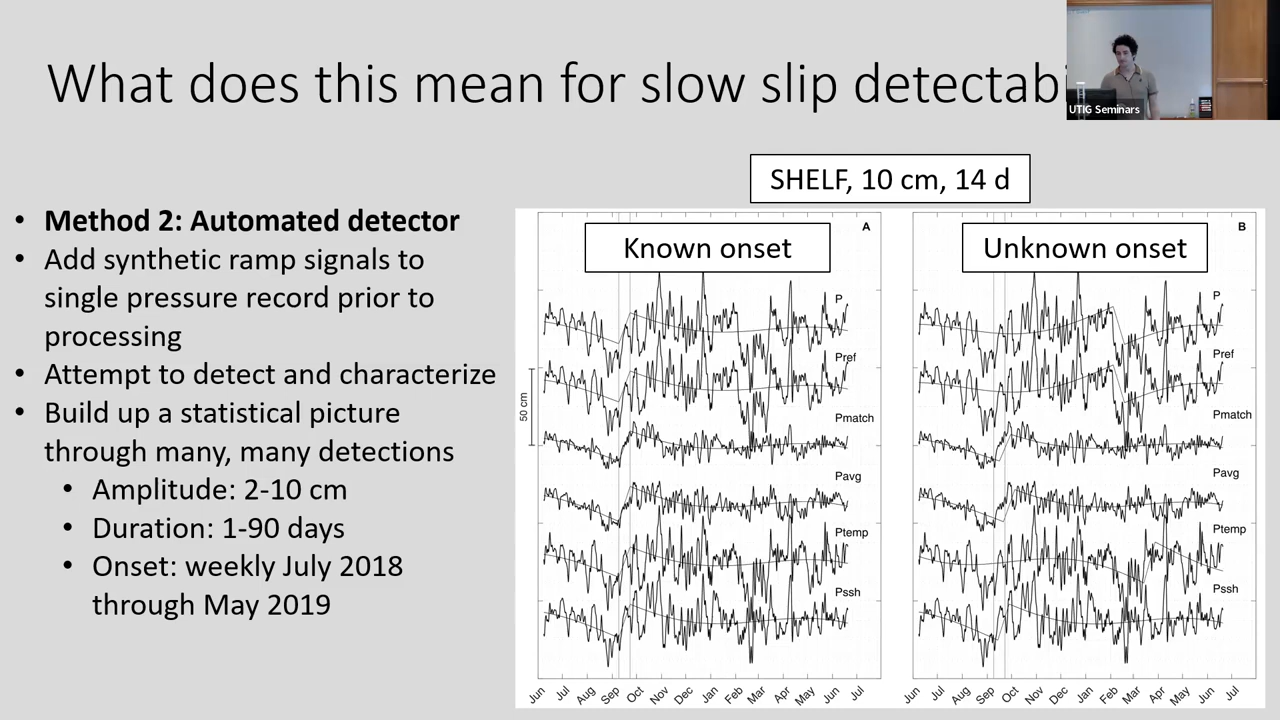 What does this mean for slow slip detectabi
UTIG Seminars
SHELF, 10 cm, 14 d
• Method 2: Automated detector
• Add synthetic ramp signals to
single pressure record prior to
processing
• Attempt to detect and characterize
• Build up a statistical picture
through many, many detections
• Amplitude: 2-10 cm
• Duration: 1-90 days
• Onset: weekly July 2018
through May 2019
Known onset
A
P
Pref
Pmatch
Pavg
Ptemp
Pssh
50 cm
Jun Jul Aug Sep Oct Nov Dec Jan Feb Mar Apr May Jun Jul
Unknown onset
B
P
Pref
Pmatch
Pavg
Ptemp
Pssh
Jun Jul Aug Sep Oct Nov Dec Jan Feb Mar Apr May Jun Jul